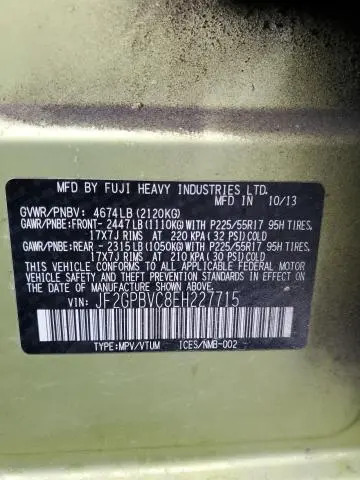 MFD BY FUJI HEAVY INDUSTRIES LTD.
MFD IN 10/13
GVWR/PNBV: 4674LB(2120KG)
GAWR/PNBE:FRONT- 2447LB(1110KG)WITH P225/55R17 95H TIRES,
17X7J RIMS AT 220 KPA(32 PSI)COLD
GAWR/PNBE:REAR - 2315LB(1050KG)WITH P225/55R17 95H TIRES,
17X7J RIMS AT 210 KPA(30 PSI)COLD
THIS VEHICLE CONFORMS TO ALL APPLICABLE
FEDERAL MOTOR VEHICLE SAFETY, BUMPER, AND THEFT
PREVENTION STANDARDS IN EFFECT ON THE DATE
OF MANUFACTURE SHOWN ABOVE.
VIN: JF2GPBVC8EH227715
TYPE:MPV/VTUM ICES/NMB-002